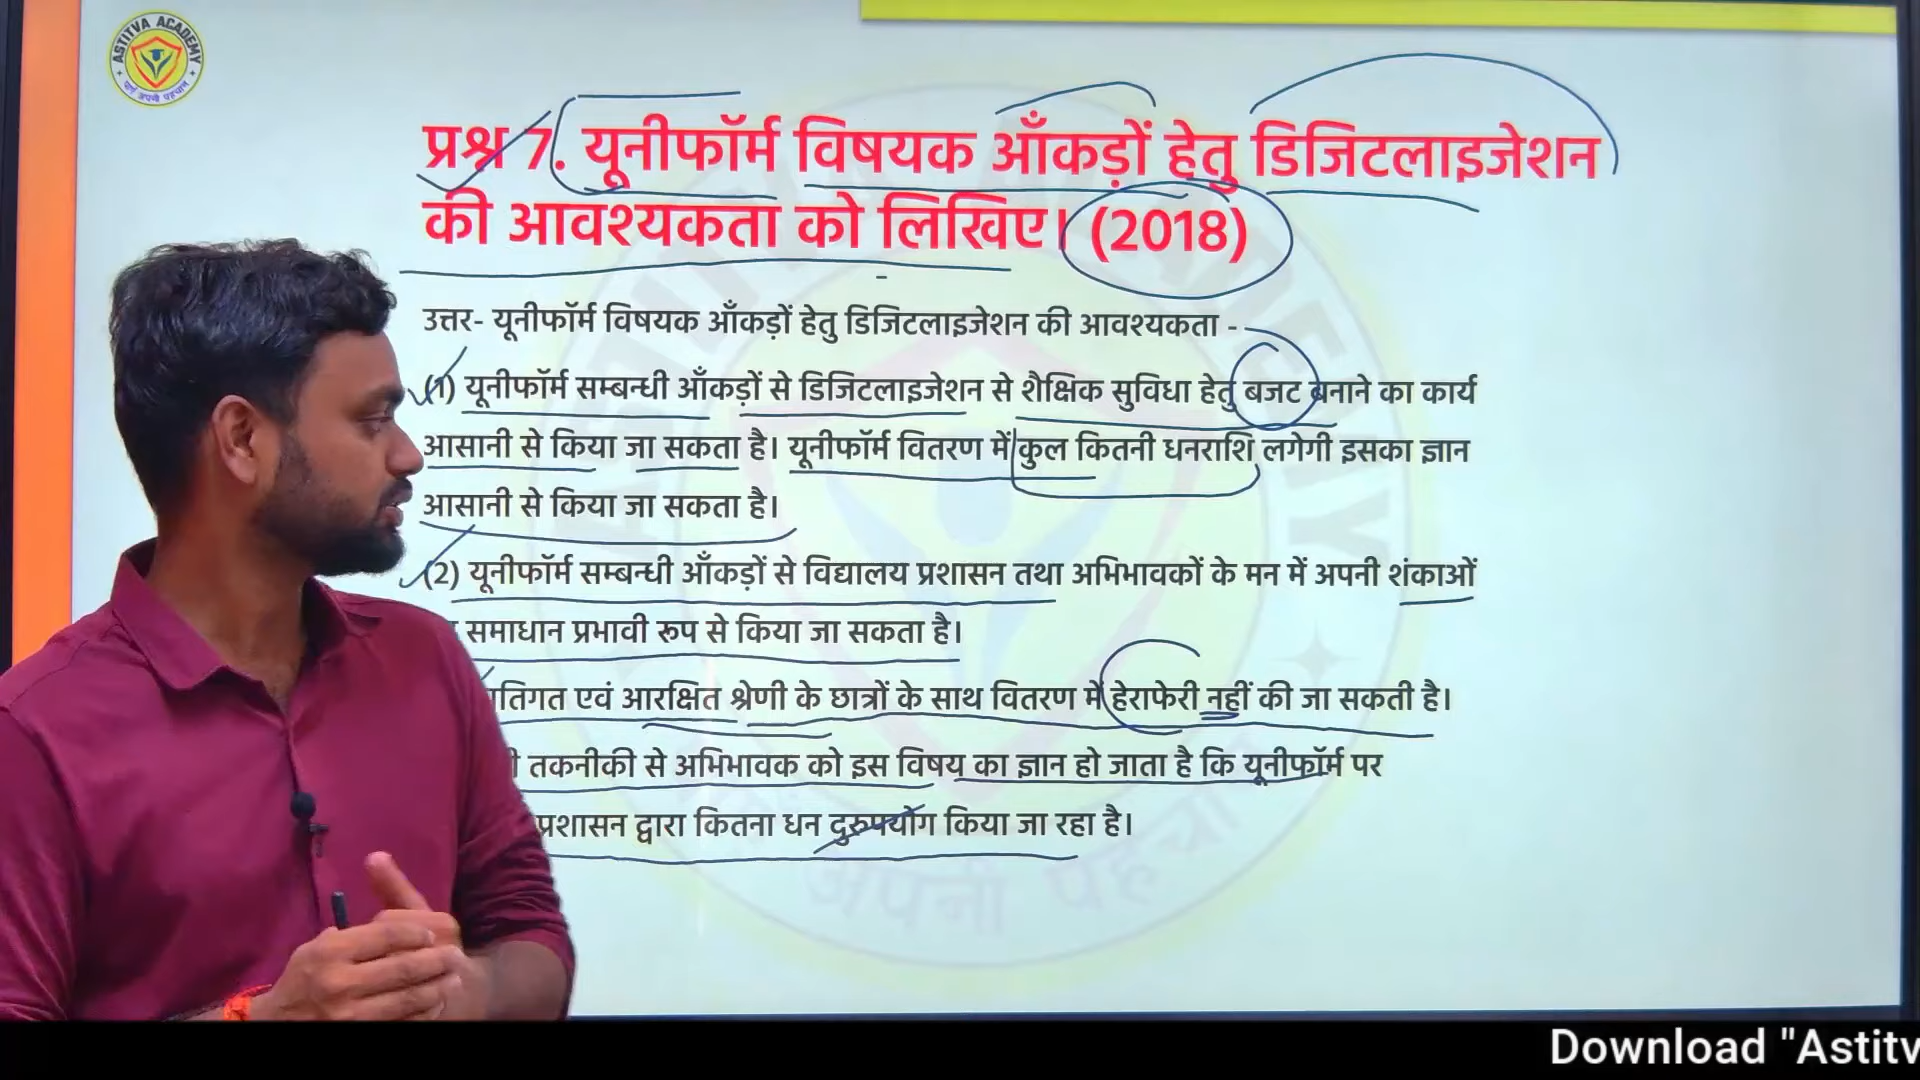 ASTITVA ACADEMY
प्रश्न 7. यूनीफॉर्म विषयक आँकड़ों हेतु डिजिटलाइजेशन
की आवश्यकता को लिखिए। (2018)
उत्तर- यूनीफॉर्म विषयक आँकड़ों हेतु डिजिटलाइजेशन की आवश्यकता -
(1) यूनीफॉर्म सम्बन्धी आँकड़ों से डिजिटलाइजेशन से शैक्षिक सुविधा हेतु बजट बनाने का कार्य
आसानी से किया जा सकता है। यूनीफॉर्म वितरण में कुल कितनी धनराशि लगेगी इसका ज्ञान
आसानी से किया जा सकता है।
(2) यूनीफॉर्म सम्बन्धी आँकड़ों से विद्यालय प्रशासन तथा अभिभावकों के मन में अपनी शंकाओं
समाधान प्रभावी रूप से किया जा सकता है।
एवं आरक्षित श्रेणी के छात्रों के साथ वितरण में हेराफेरी नहीं की जा सकती है।
तकनीकी से अभिभावक को इस विषय का ज्ञान हो जाता है कि यूनीफॉर्म पर
प्रशासन द्वारा कितना धन दुरुपयोग किया जा रहा है।
Download "Astitv